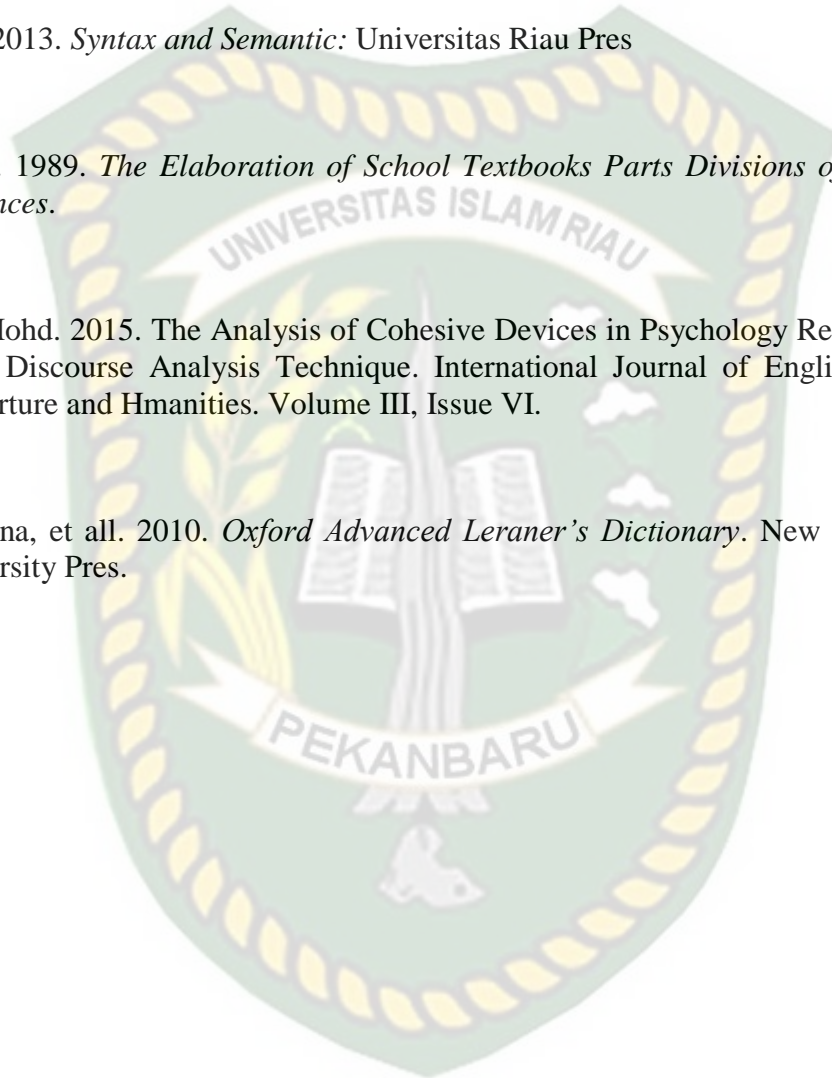 2013. Syntax and Semantic: Universitas Riau Pres
1989. The Elaboration of School Textbooks Parts Divisions
nces.
UNIVERSITAS ISLAM RIAU
Mohd. 2015. The Analysis of Cohesive Devices in Psychology Re
Discourse Analysis Technique. International Journal of Engli
rture and Hmanities. Volume III, Issue VI.
na, et all. 2010. Oxford Advanced Leraner’s Dictionary. New
rsity Pres.
PEKANBARU